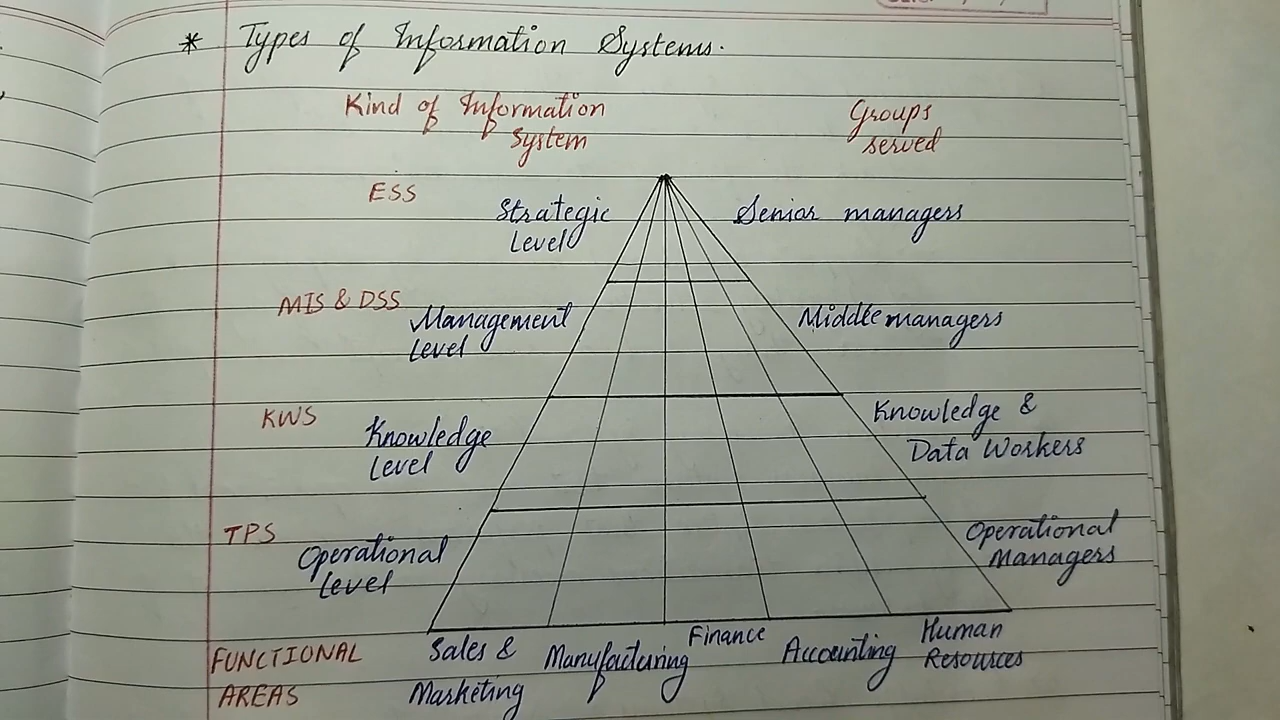 * Types of Information Systems.
Kind of Information
System
Groups
served
ESS
Strategic
Level
Senior managers
MIS & DSS
Management
level
Middle managers
KWS
Knowledge
Level
Knowledge &
Data Workers
TPS
Operational
Level
Operational
Managers
FUNCTIONAL
AREAS
Sales &
Marketing
Manufacturing
Finance
Accounting
Human
Resources